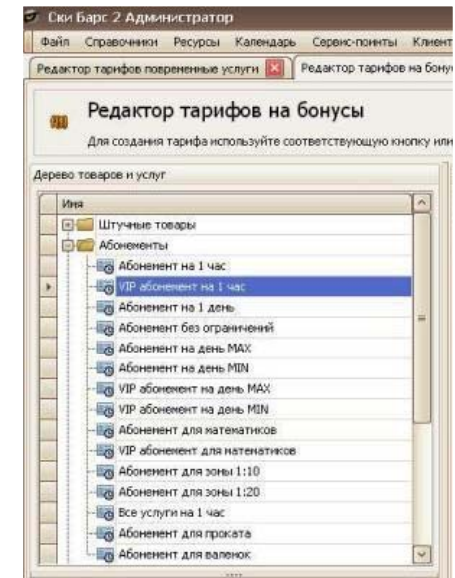 Ски Барс 2 Администратор
Файл Справочники Ресурсы Календарь Сервис-поинты Клиент
Редактор тарифов повременные услуги Редактор тарифов на бону
Редактор тарифов на бонусы
Для создания тарифа используйте соответствующую кнопку или
Дерево товаров и услуг
Имя
Штучные товары
Абонементы
Абонемент на 1 час
VIP абонемент на 1 час
Абонемент на 1 день
Абонемент без ограничений
Абонемент на день MAX
Абонемент на день MIN
VIP абонемент на день MAX
VIP абонемент на день MIN
Абонемент для математиков
VIP абонемент для математиков
Абонемент для зоны 1:10
Абонемент для зоны 1:20
Все услуги на 1 час
Абонемент для проката
Абонемент для валенок